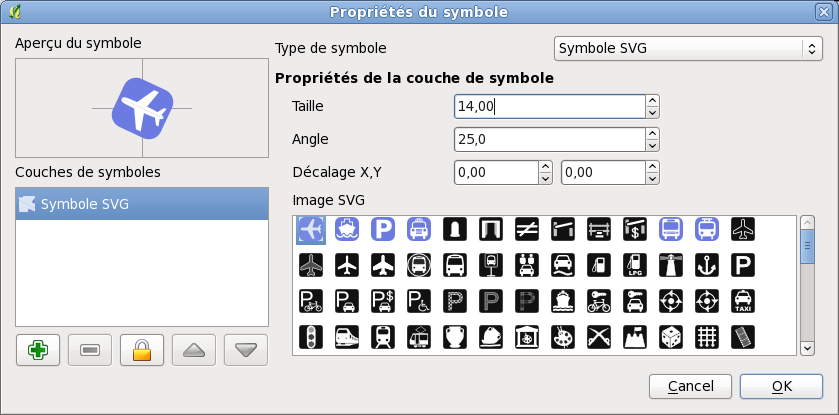 Propriétés du symbole
Aperçu du symbole
Type de symbole
Symbole SVG
Propriétés de la couche de symbole
Taille
14,00
Angle
25,0
Décalage X,Y
0,00
0,00
Couches de symboles
Symbole SVG
Image SVG
P
$
LPG
P
P
P
P$
P
P
P
P
TAXI
Cancel
OK